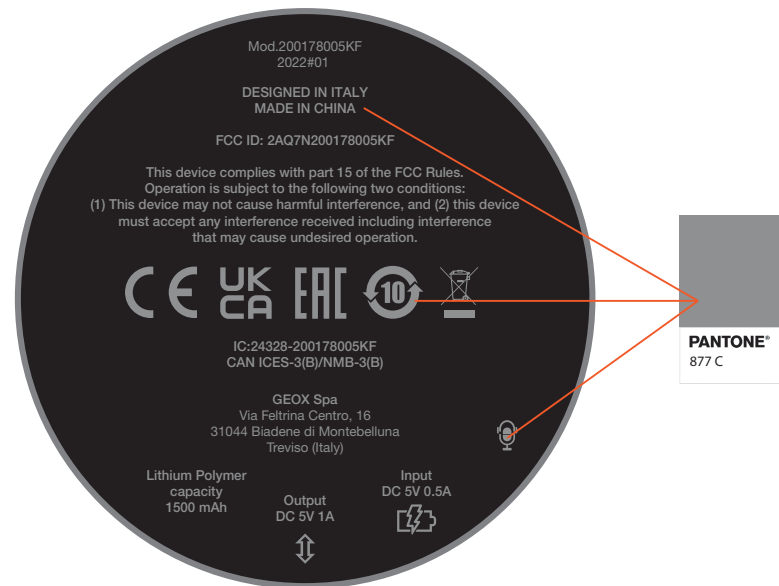 Mod.200178005KF
2022#01
DESIGNED IN ITALY
MADE IN CHINA
FCC ID: 2AQ7N200178005KF
This device complies with part 15 of the FCC Rules.
Operation is subject to the following two conditions:
(1) This device may not cause harmful interference, and (2) this device
must accept any interference received including interference
that may cause undesired operation.
CE UK CA EAC 10
IC:24328-200178005KF
CAN ICES-3(B)/NMB-3(B)
GEOX Spa
Via Feltrina Centro, 16
31044 Biadene di Montebelluna
Treviso (Italy)
Lithium Polymer
capacity
1500 mAh
Output
DC 5V 1A
Input
DC 5V 0.5A
PANTONE®
877 C